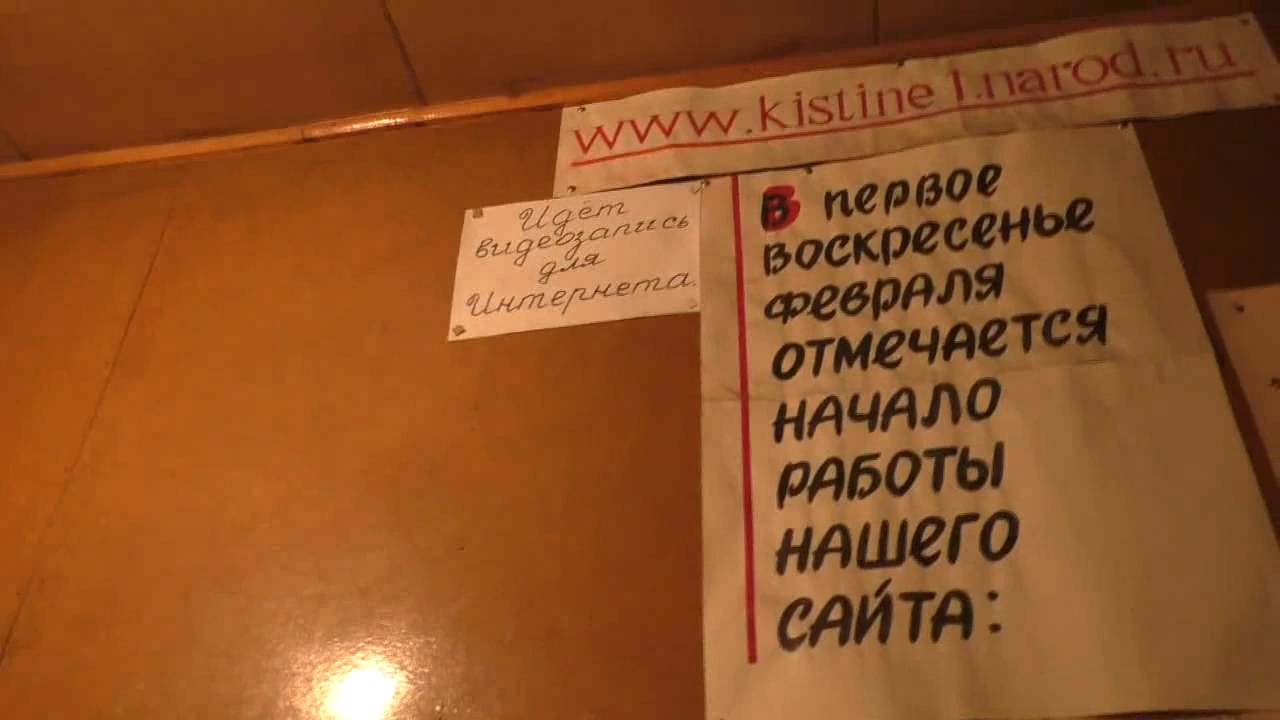 www.kistine1.narod.ru
Идёт
видеозапись
для
Интернета.
В первое
воскресенье
февраля
отмечается
начало
работы
нашего
сайта: